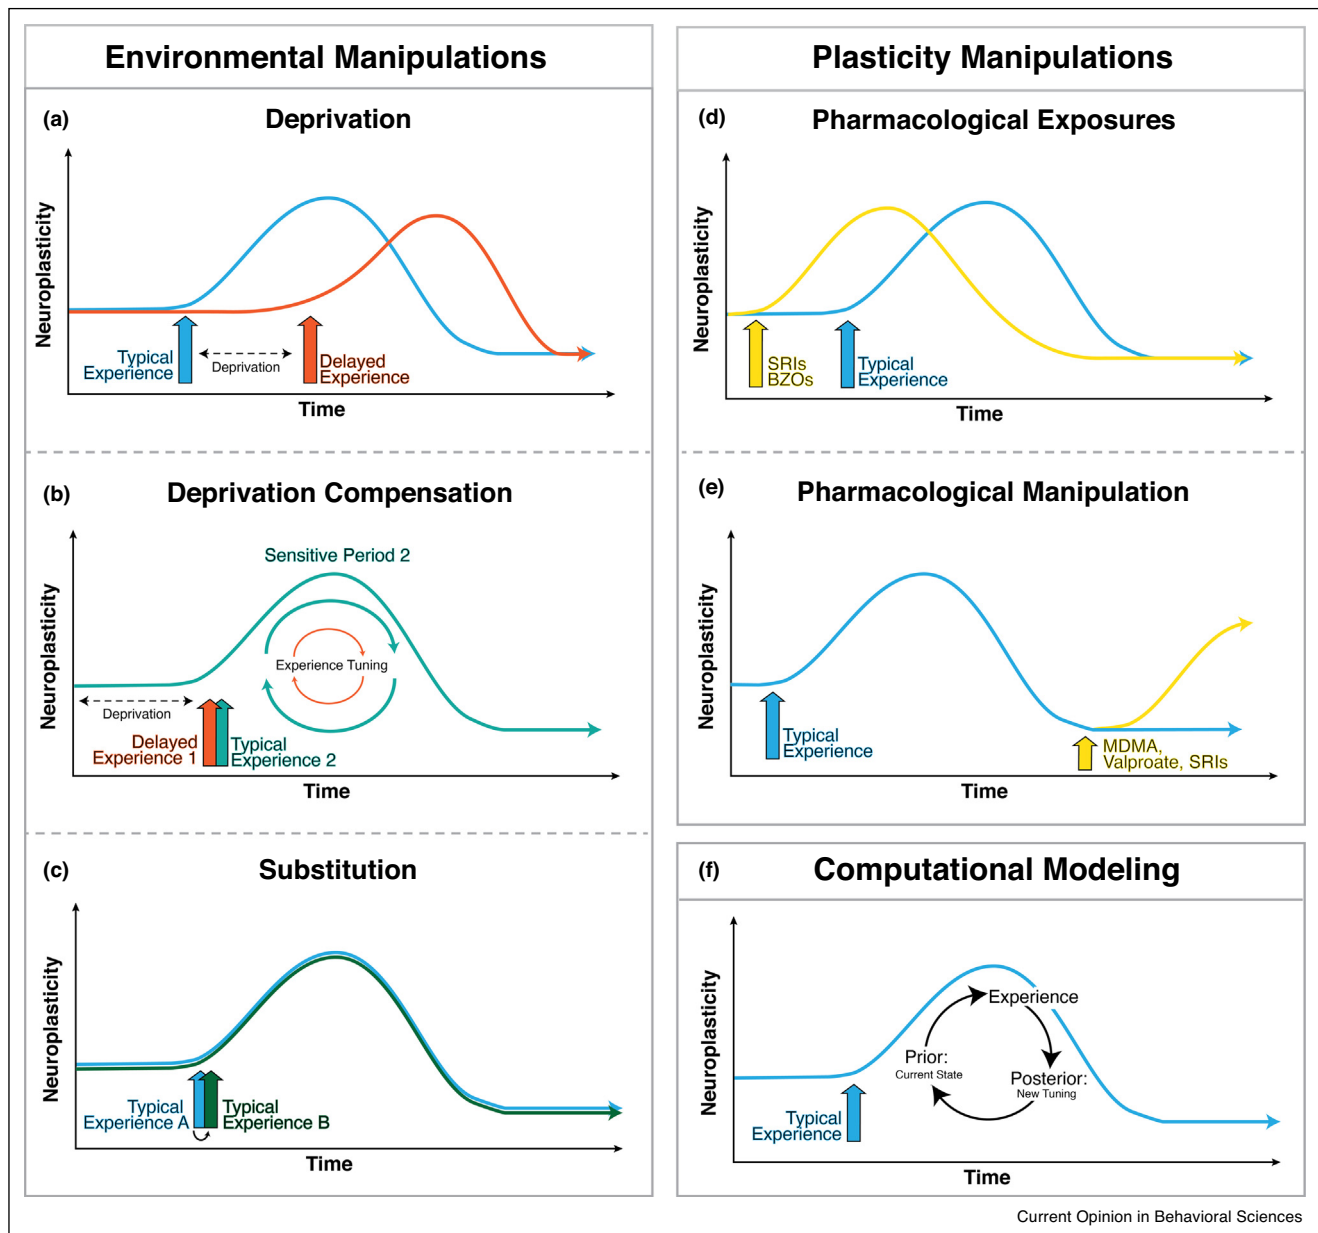 Environmental Manipulations
(a)
Deprivation
Neuroplasticity
Typical
Experience
Deprivation
Delayed
Experience
Time
(b)
Deprivation Compensation
Sensitive Period 2
Neuroplasticity
Experience Tuning
Deprivation
Delayed
Experience 1
Typical
Experience 2
Time
(c)
Substitution
Neuroplasticity
Typical
Experience A
Typical
Experience B
Time
Plasticity Manipulations
(d)
Pharmacological Exposures
Neuroplasticity
SRIs
BZOs
Typical
Experience
Time
(e)
Pharmacological Manipulation
Neuroplasticity
Typical
Experience
MDMA,
Valproate, SRIs
Time
(f)
Computational Modeling
Neuroplasticity
Experience
Prior:
Current State
Posterior:
New Tuning
Typical
Experience
Time
Current Opinion in Behavioral Sciences